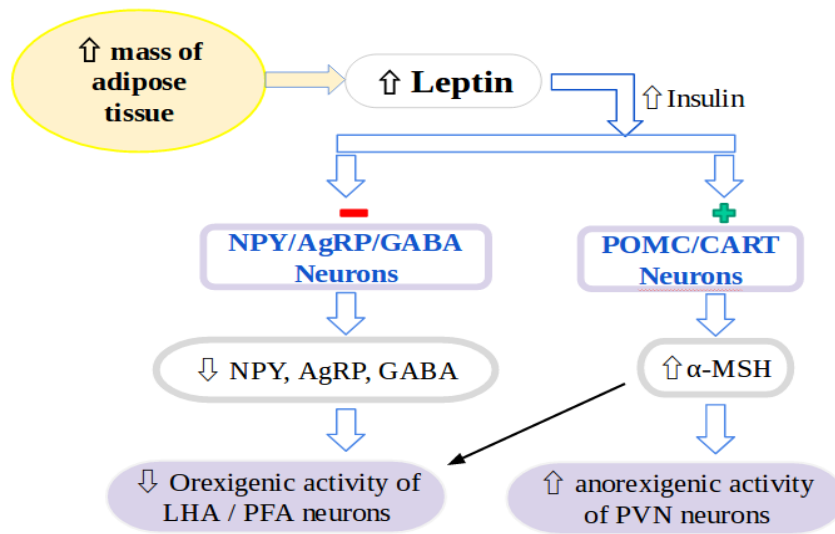 ⇧ mass of
adipose
tissue
⇧ Leptin
⇧ Insulin
NPY/AgRP/GABA
Neurons
POMC/CART
Neurons
⇩ NPY, AgRP, GABA
⇧ α-MSH
⇩ Orexigenic activity of
LHA / PFA neurons
⇧ anorexigenic activity
of PVN neurons